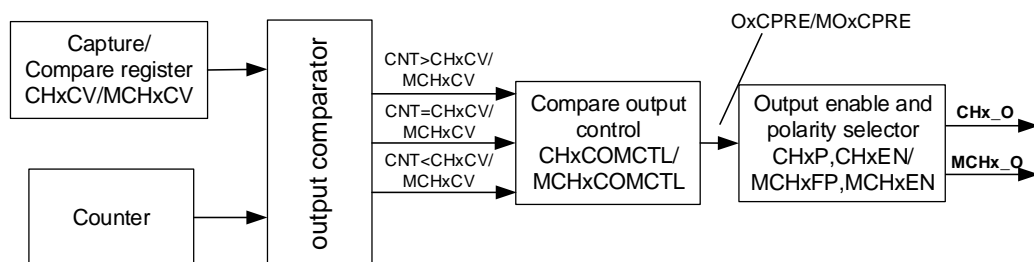 OxCPRE/MOxCPRE
Capture/
Compare register
CHxCV/MCHxCV
Counter
output comparator
CNT>CHxCV/
MCHxCV
CNT=CHxCV/
MCHxCV
CNT<CHxCV/
MCHxCV
Compare output
control
CHxCOMCTL/
MCHxCOMCTL
Output enable and
polarity selector
CHxP,CHxEN/
MCHxFP,MCHxEN
CHx_O
MCHx_O